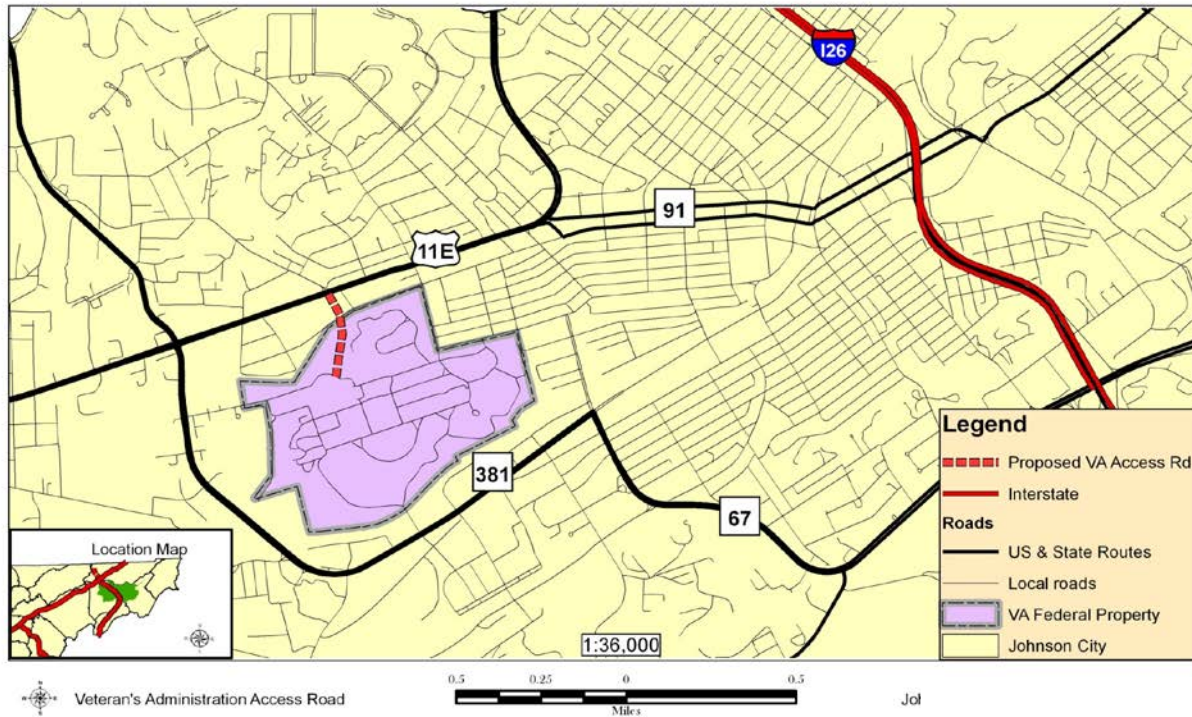 I26
91
11E
381
67
Legend
Proposed VA Access Rd
Interstate
Roads
US & State Routes
Local roads
VA Federal Property
Johnson City
Location Map
1:36,000
Veteran's Administration Access Road
0.5 0.25 0 0.5
Miles
Joh